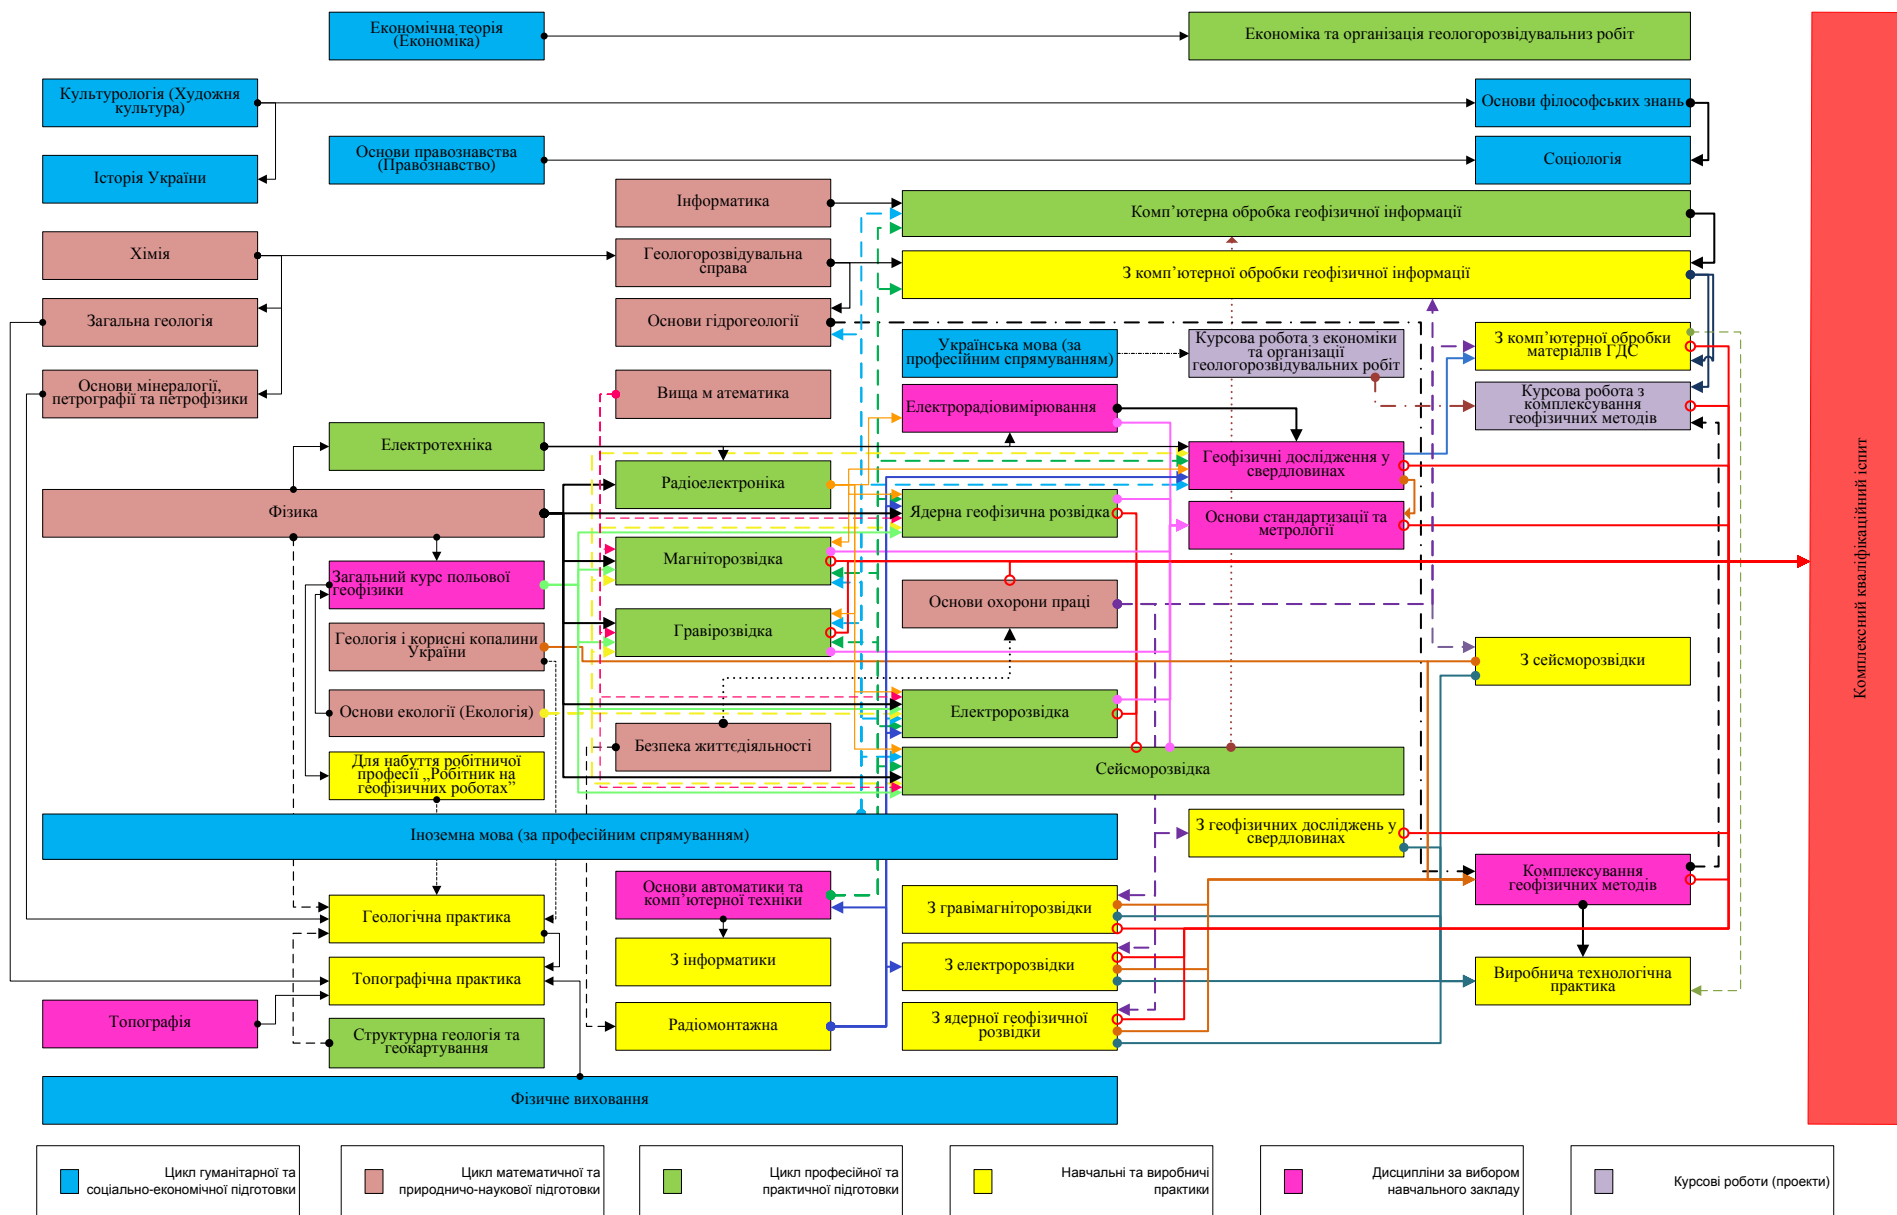 Економічна теорія
(Економіка)
Економіка та організація геологорозвідувальниз робіт
Культурологія (Художня
культура)
Основи філософських знань
Історія України
Основи правознавства
(Правознавство)
Соціологія
Інформатика
Комп’ютерна обробка геофізичної інформації
Хімія
Геологорозвідувальна
справа
З комп’ютерної обробки геофізичної інформації
Загальна геологія
Основи гідрогеології
Українська мова (за
професійним спрямуванням)
Курсова робота з економіки
та організації
геологорозвідувальних робіт
З комп’ютерної обробки
матеріалів ГДС
Основи мінералогії,
петрографії та петрофізики
Вища м атематика
Електрорадіовимірювання
Курсова робота з
комплексування
геофізичних методів
Електротехніка
Радіоелектроніка
Геофізичні дослідження у
свердловинах
Фізика
Ядерна геофізична розвідка
Основи стандартизації та
метрології
Загальний курс польової
геофізики
Магніторозвідка
Основи охорони праці
Комплексний кваліфікаційний іспит
Геологія і корисні копалини
України
Гравірозвідка
З сейсморозвідки
Основи екології (Екологія)
Електророзвідка
Безпека життєдіяльності
Для набуття робітничої
професії „Робітник на
геофізичних роботах”
Сейсморозвідка
Іноземна мова (за професійним спрямуванням)
З геофізичних досліджень у
свердловинах
Основи автоматики та
комп’ютерної техніки
Комплексування
геофізичних методів
Геологічна практика
З гравімагніторозвідки
З інформатики
З електророзвідки
Топографічна практика
Виробнича технологічна
практика
Топографія
Радіомонтажна
З ядерної геофізичної
розвідки
Структурна геологія та
геокартування
Фізичне виховання
Цикл гуманітарної та
соціально-економічної підготовки
Цикл математичної та
природничо-наукової підготовки
Цикл професійної та
практичної підготовки
Навчальні та виробничі
практики
Дисципліни за вибором
навчального закладу
Курсові роботи (проекти)